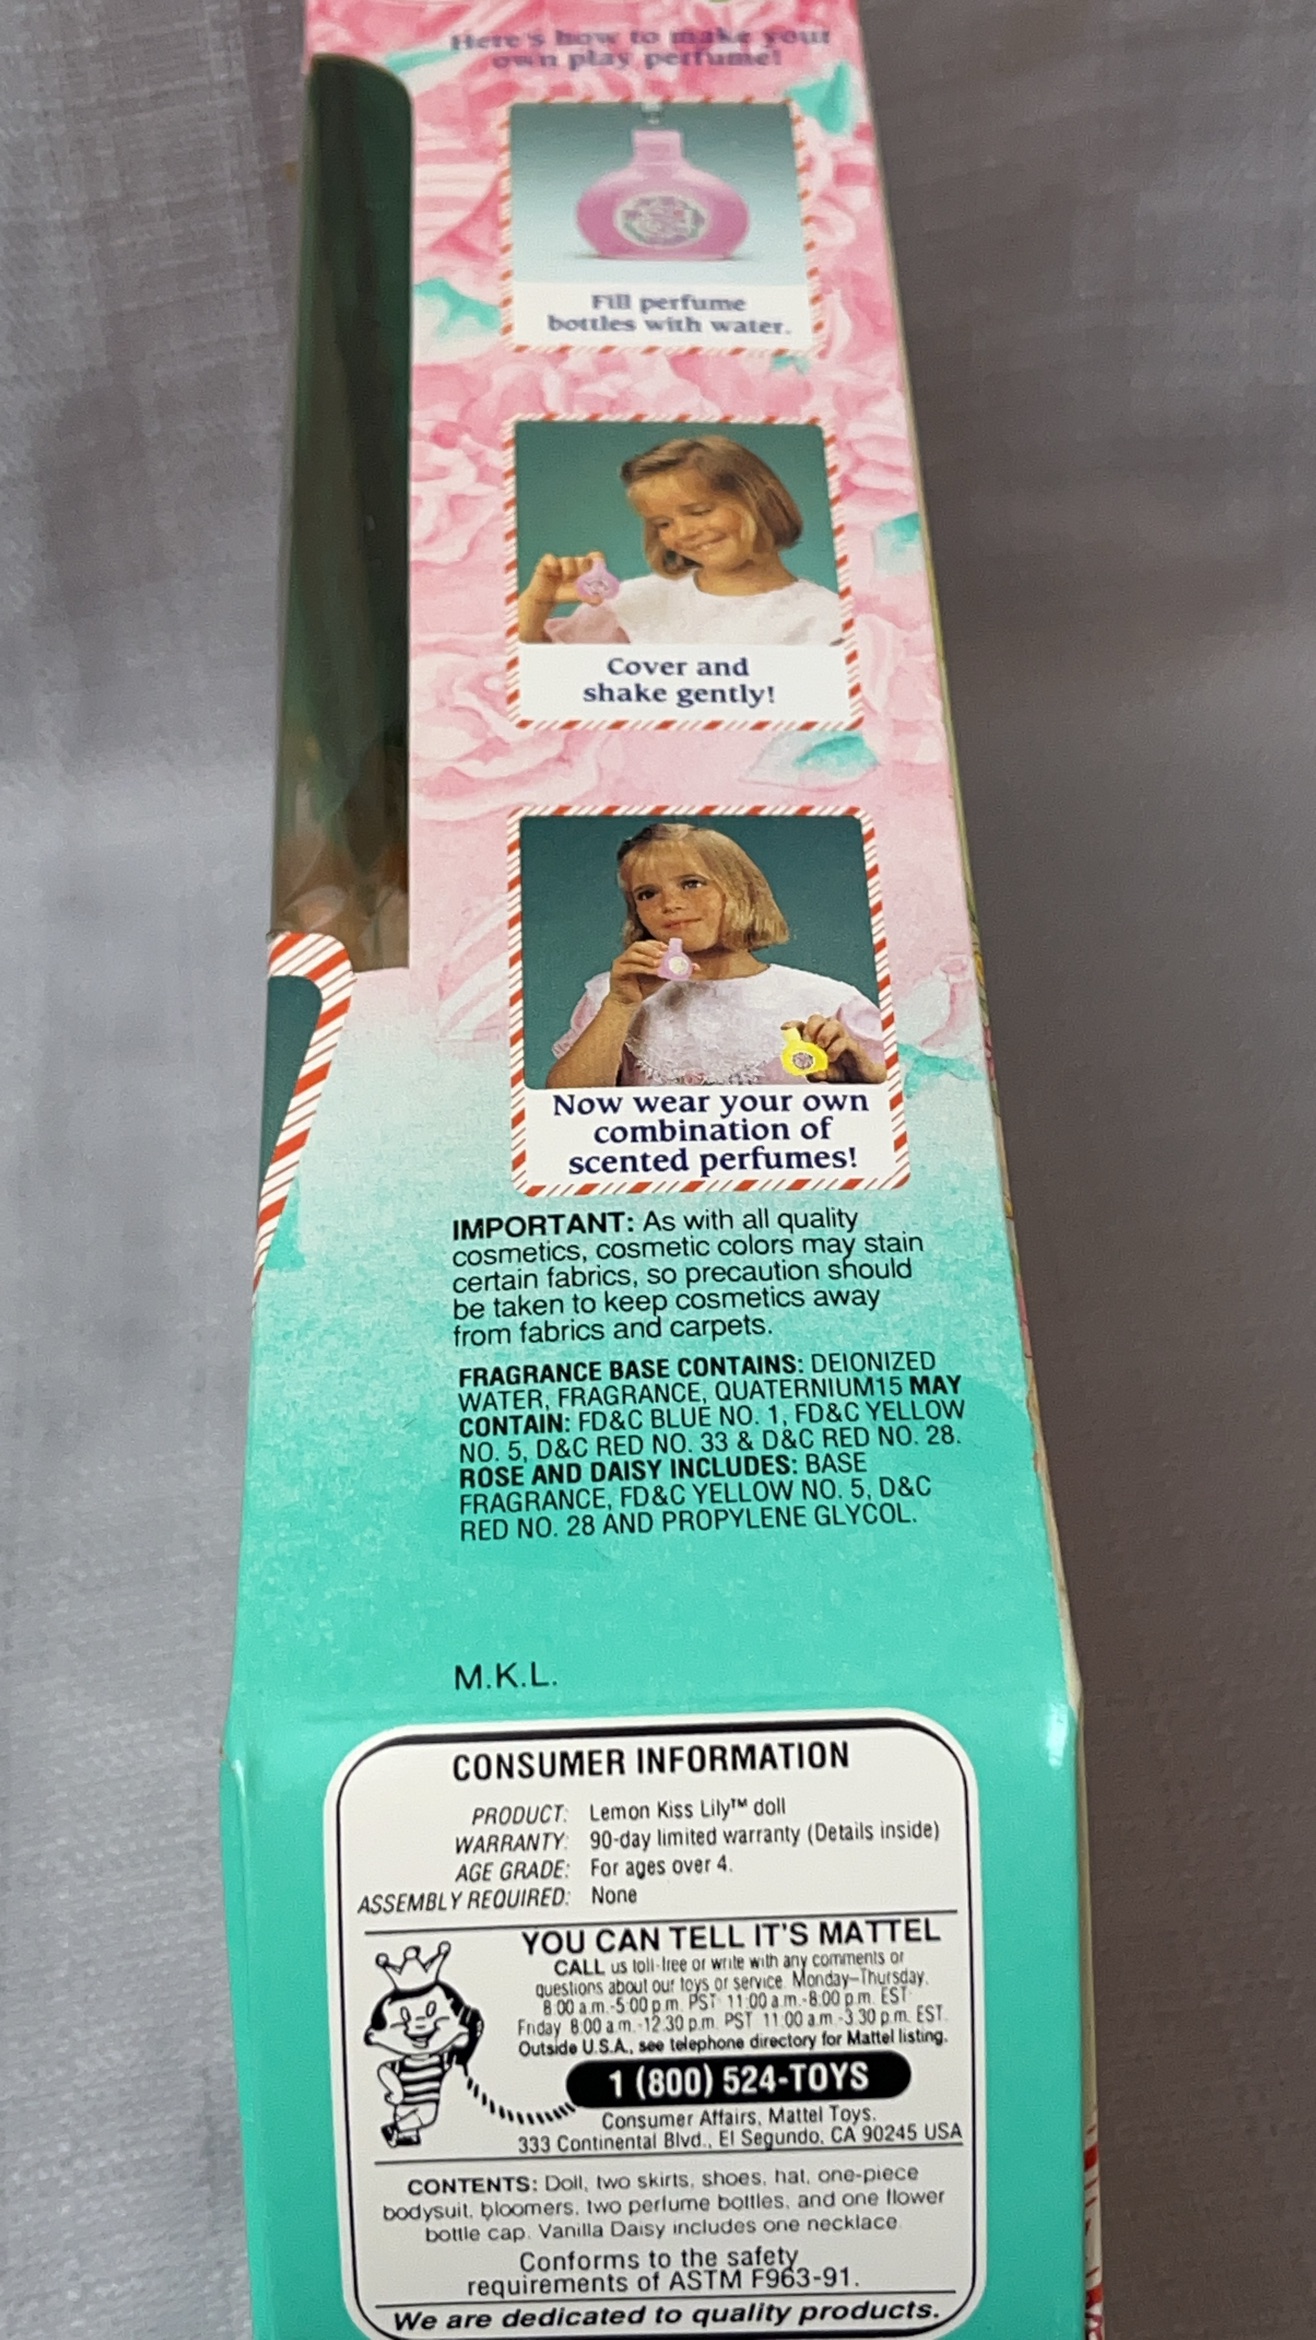 Here's how to make your
own play perfume!
Fill perfume
bottles with water.
Cover and
shake gently!
Now wear your own
combination of
scented perfumes!
IMPORTANT: As with all quality
cosmetics, cosmetic colors may stain
certain fabrics, so precaution should
be taken to keep cosmetics away
from fabrics and carpets.
FRAGRANCE BASE CONTAINS: DEIONIZED
WATER, FRAGRANCE, QUATERNIUM15 MAY
CONTAIN: FD&C BLUE NO. 1, FD&C YELLOW
NO. 5, D&C RED NO. 33 & D&C RED NO. 28.
ROSE AND DAISY INCLUDES: BASE
FRAGRANCE, FD&C YELLOW NO. 5, D&C
RED NO. 28 AND PROPYLENE GLYCOL.
M.K.L.
CONSUMER INFORMATION
PRODUCT: Lemon Kiss Lily™ doll
WARRANTY: 90-day limited warranty (Details inside)
AGE GRADE: For ages over 4.
ASSEMBLY REQUIRED: None
YOU CAN TELL IT'S MATTEL
CALL us toll-free or write with any comments or
questions about our toys or service. Monday–Thursday,
8:00 a.m.-5:00 p.m. PST 11:00 a.m.-8:00 p.m. EST
Friday 8:00 a.m.-12:30 p.m. PST 11:00 a.m.-3:30 p.m. EST.
Outside U.S.A., see telephone directory for Mattel listing.
1 (800) 524-TOYS
Consumer Affairs, Mattel Toys.
333 Continental Blvd., El Segundo, CA 90245 USA
CONTENTS: Doll, two skirts, shoes, hat, one-piece
bodysuit, bloomers, two perfume bottles, and one flower
bottle cap. Vanilla Daisy includes one necklace.
Conforms to the safety
requirements of ASTM F963-91.
We are dedicated to quality products.